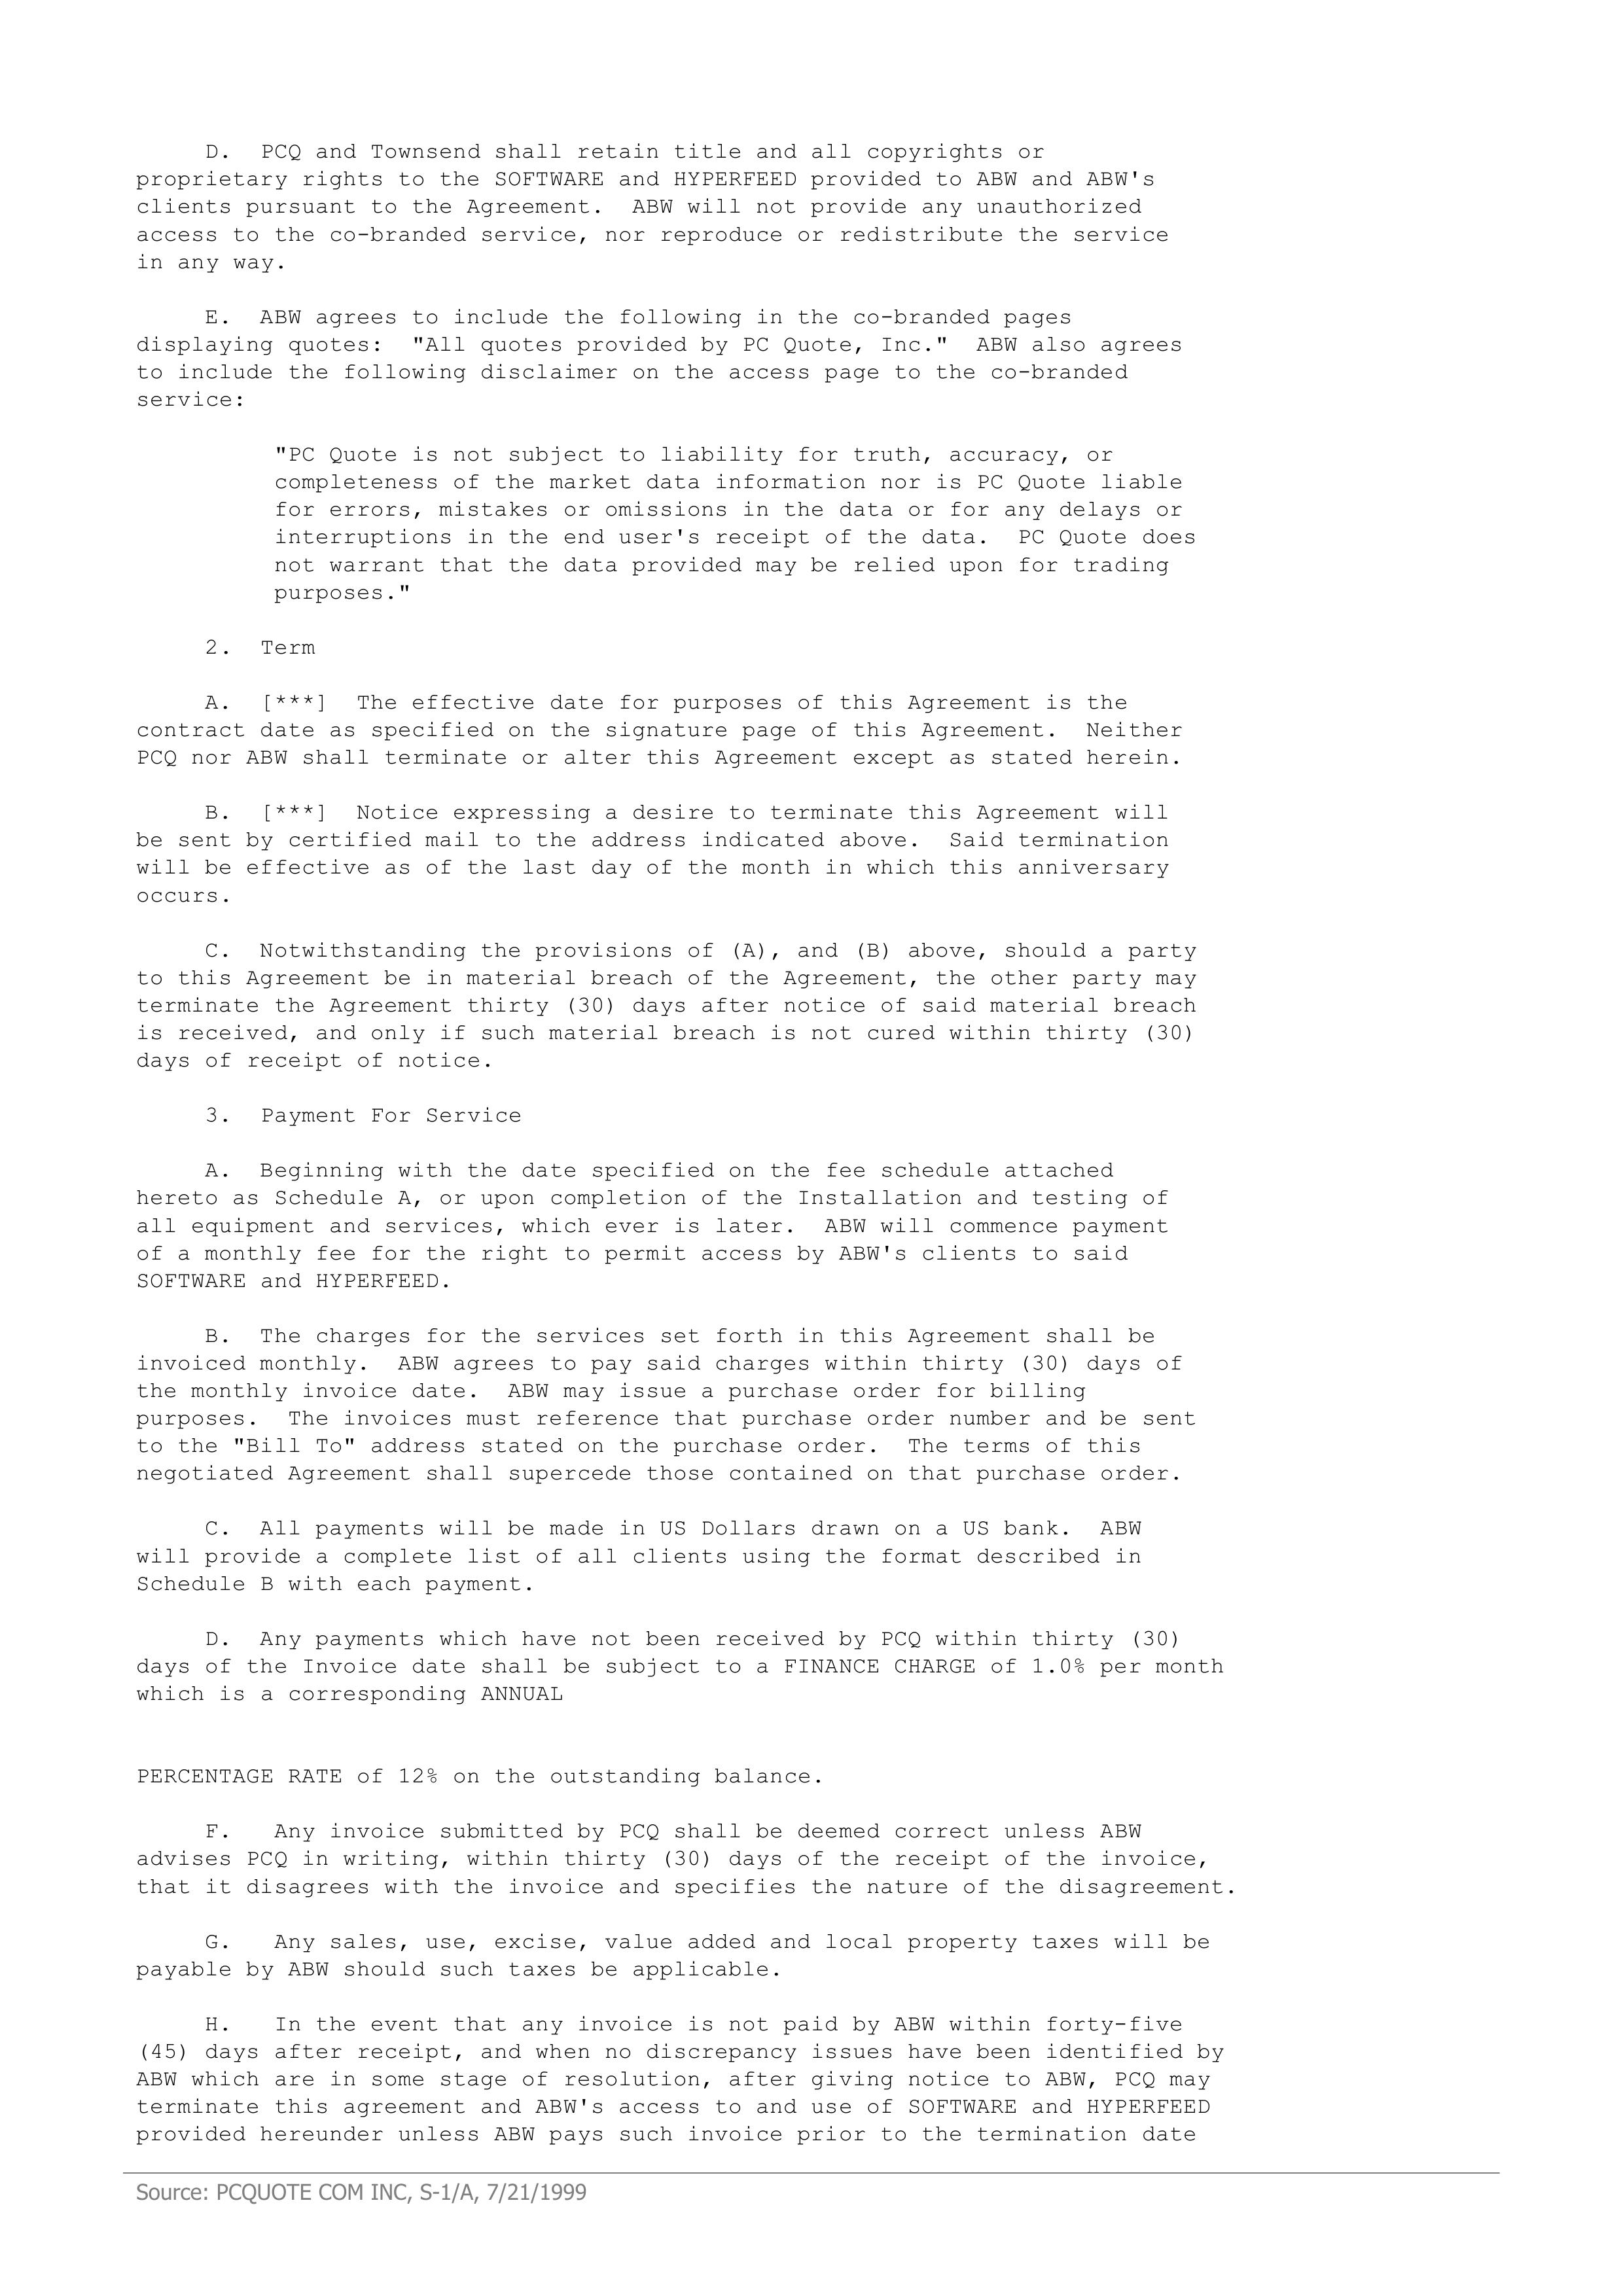 D. PCQ and Townsend shall retain title and all copyrights or
proprietary rights to the SOFTWARE and HYPERFEED provided to ABW and ABW's
clients pursuant to the Agreement. ABW will not provide any unauthorized
access to the co-branded service, nor reproduce or redistribute the service
in any way.
E. ABW agrees to include the following in the co-branded pages
displaying quotes: "All quotes provided by PC Quote, Inc." ABW also agrees
to include the following disclaimer on the access page to the co-branded
service:
"PC Quote is not subject to liability for truth, accuracy, or
completeness of the market data information nor is PC Quote liable
for errors, mistakes or omissions in the data or for any delays or
interruptions in the end user's receipt of the data. PC Quote does
not warrant that the data provided may be relied upon for trading
purposes."
2. Term
A. [***] The effective date for purposes of this Agreement is the
contract date as specified on the signature page of this Agreement. Neither
PCQ nor ABW shall terminate or alter this Agreement except as stated herein.
B. [***] Notice expressing a desire to terminate this Agreement will
be sent by certified mail to the address indicated above. Said termination
will be effective as of the last day of the month in which this anniversary
occurs.
C. Notwithstanding the provisions of (A), and (B) above, should a party
to this Agreement be in material breach of the Agreement, the other party may
terminate the Agreement thirty (30) days after notice of said material breach
is received, and only if such material breach is not cured within thirty (30)
days of receipt of notice.
3. Payment For Service
A. Beginning with the date specified on the fee schedule attached
hereto as Schedule A, or upon completion of the Installation and testing of
all equipment and services, which ever is later. ABW will commence payment
of a monthly fee for the right to permit access by ABW's clients to said
SOFTWARE and HYPERFEED.
B. The charges for the services set forth in this Agreement shall be
invoiced monthly. ABW agrees to pay said charges within thirty (30) days of
the monthly invoice date. ABW may issue a purchase order for billing
purposes. The invoices must reference that purchase order number and be sent
to the "Bill To" address stated on the purchase order. The terms of this
negotiated Agreement shall supercede those contained on that purchase order.
C. All payments will be made in US Dollars drawn on a US bank. ABW
will provide a complete list of all clients using the format described in
Schedule B with each payment.
D. Any payments which have not been received by PCQ within thirty (30)
days of the Invoice date shall be subject to a FINANCE CHARGE of 1.0% per month
which is a corresponding ANNUAL
PERCENTAGE RATE of 12% on the outstanding balance.
F. Any invoice submitted by PCQ shall be deemed correct unless ABW
advises PCQ in writing, within thirty (30) days of the receipt of the invoice,
that it disagrees with the invoice and specifies the nature of the disagreement.
G. Any sales, use, excise, value added and local property taxes will be
payable by ABW should such taxes be applicable.
H. In the event that any invoice is not paid by ABW within forty-five
(45) days after receipt, and when no discrepancy issues have been identified by
ABW which are in some stage of resolution, after giving notice to ABW, PCQ may
terminate this agreement and ABW's access to and use of SOFTWARE and HYPERFEED
provided hereunder unless ABW pays such invoice prior to the termination date
Source: PCQUOTE COM INC, S-1/A, 7/21/1999